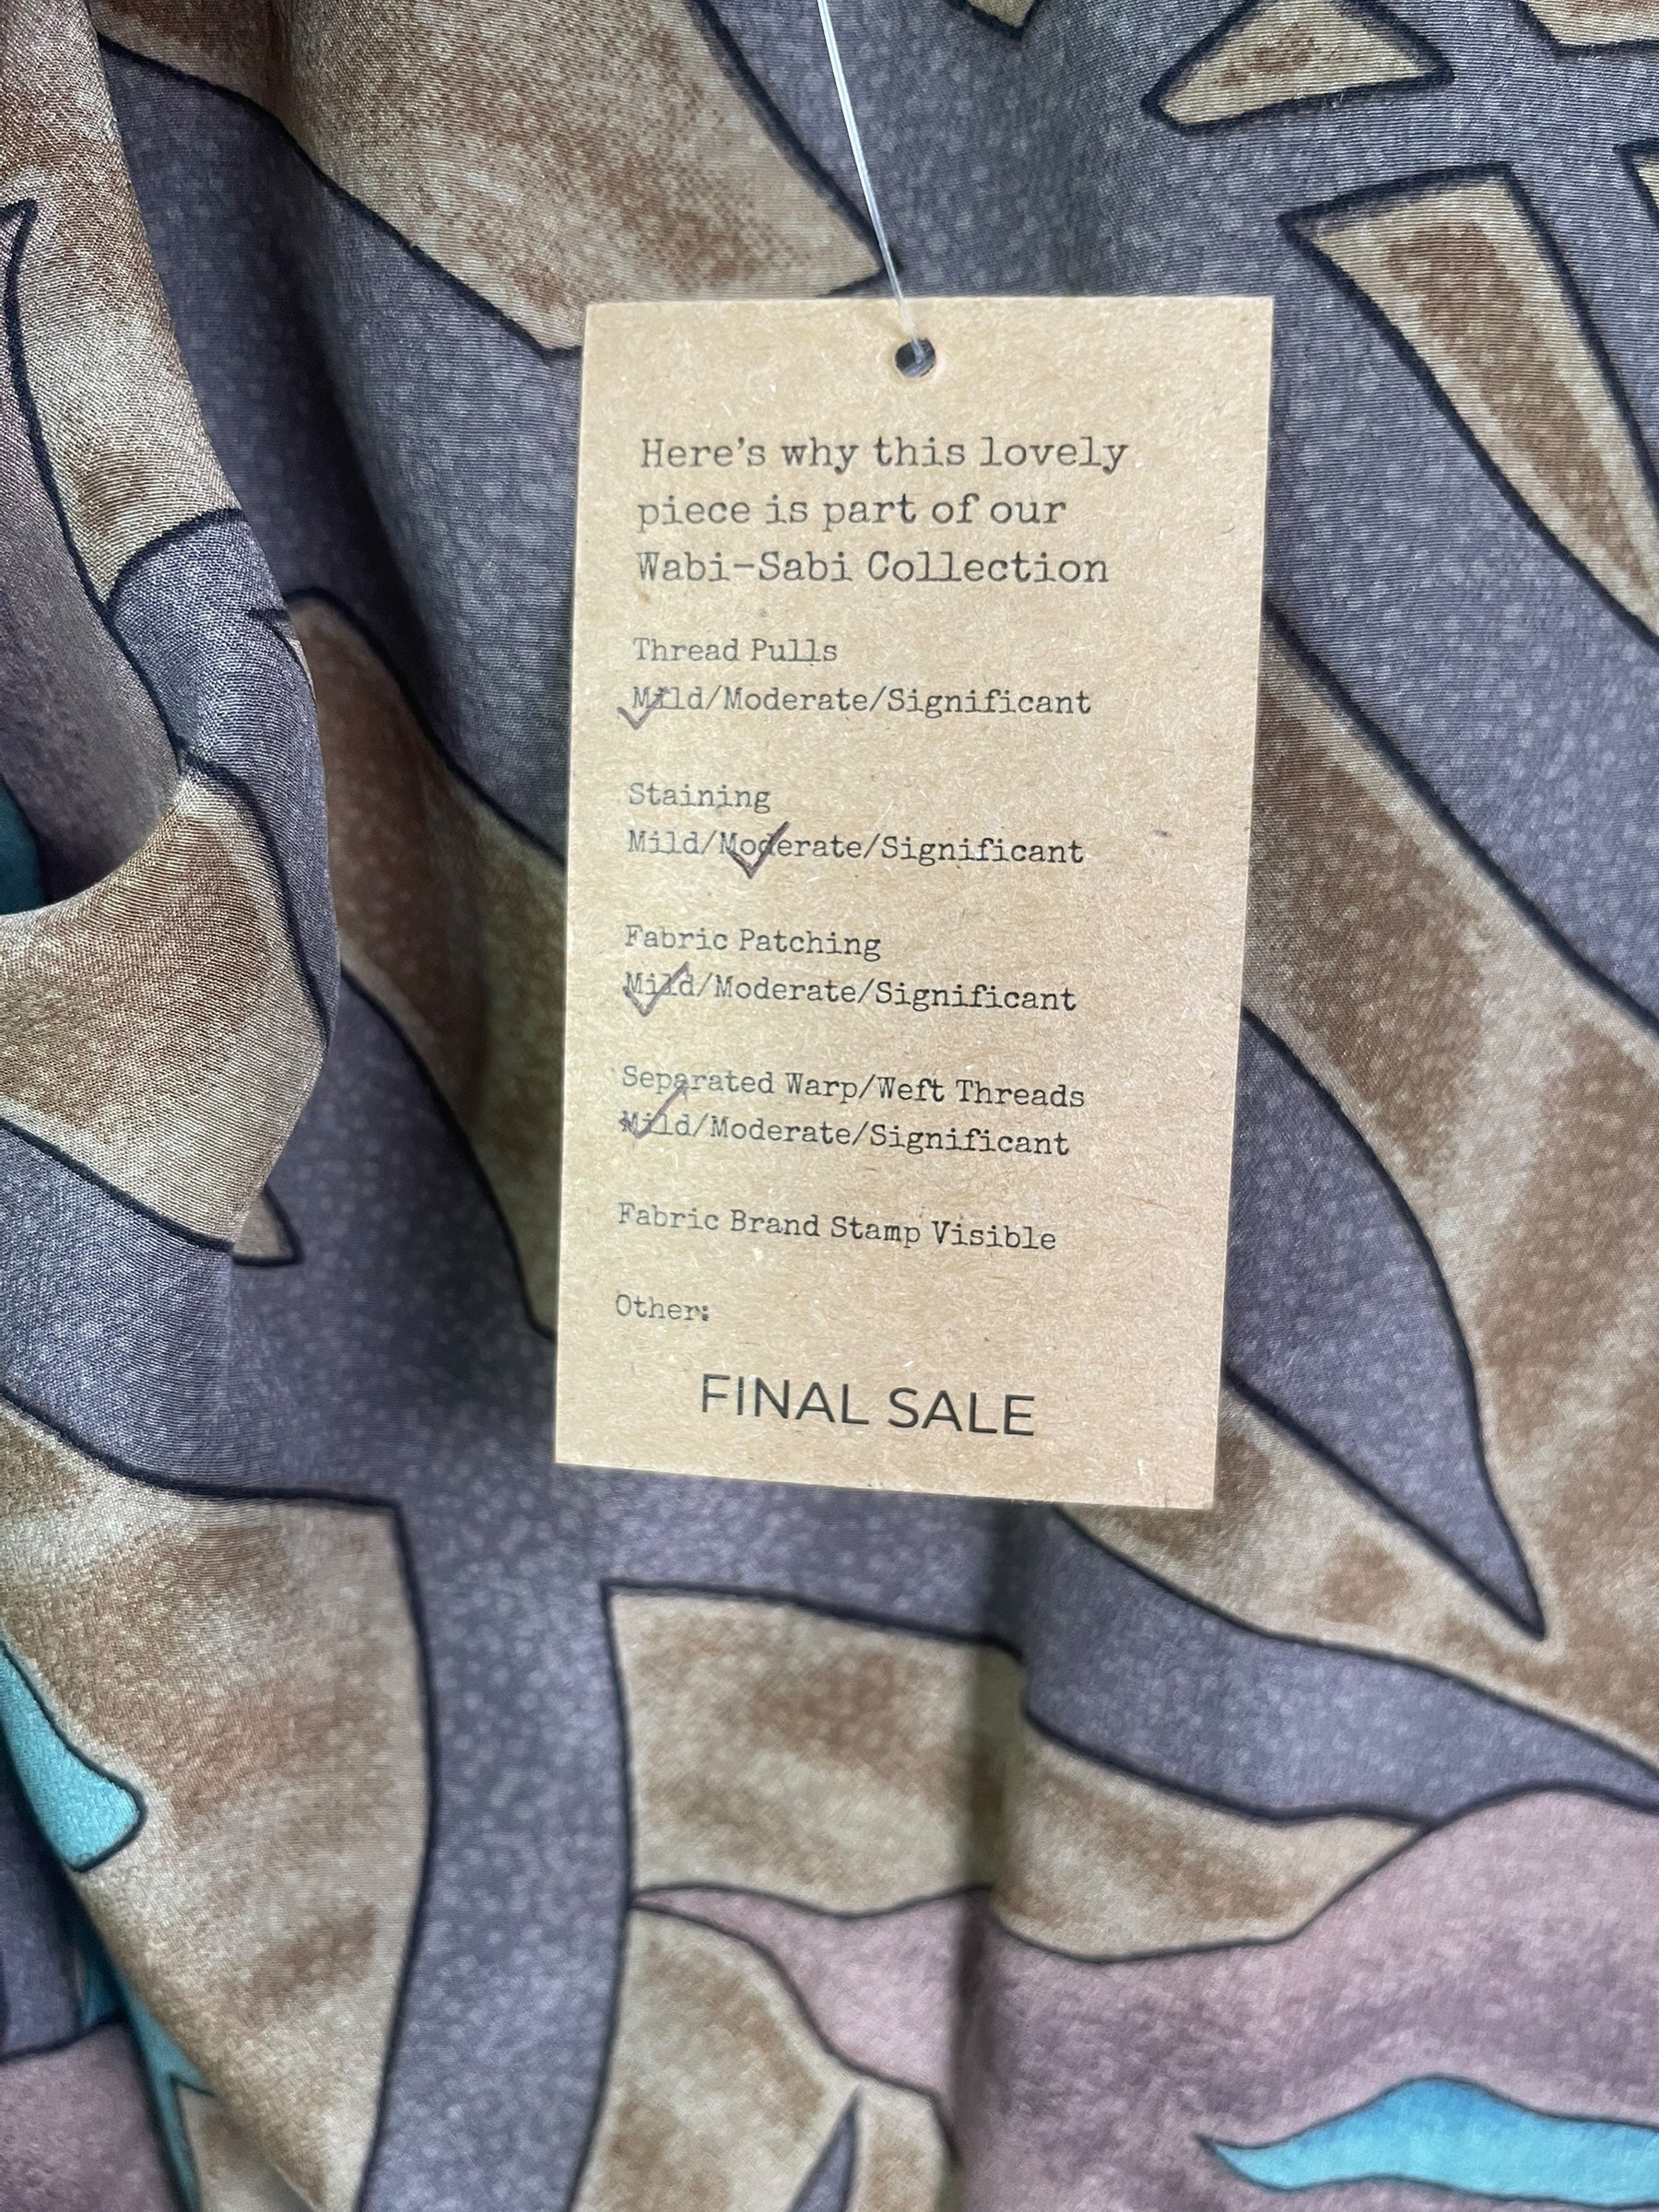 Here's why this lovely
piece is part of our
Wabi-Sabi Collection
Thread Pulls
Mild/Moderate/Significant
Staining
Mild/Moderate/Significant
Fabric Patching
Mild/Moderate/Significant
Separated Warp/Weft Threads
Mild/Moderate/Significant
Fabric Brand Stamp Visible
Other:
FINAL SALE